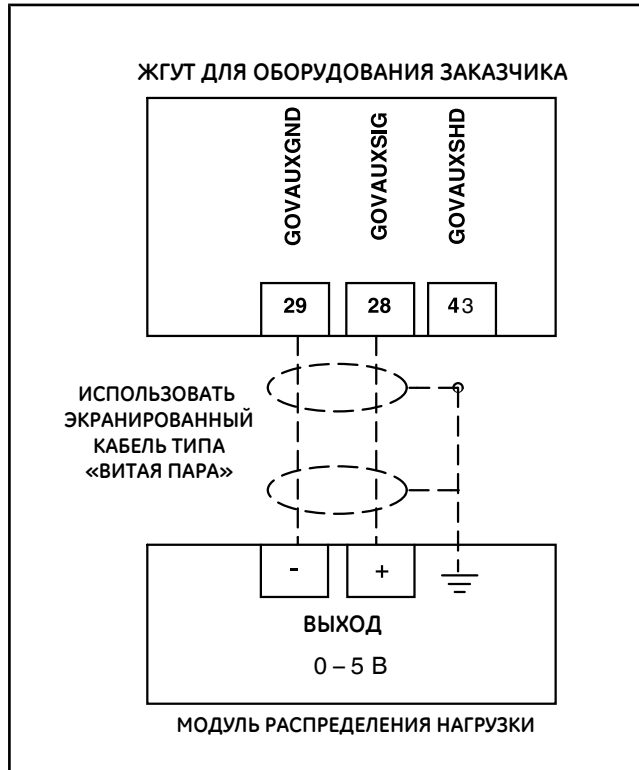 ЖГУТ ДЛЯ ОБОРУДОВАНИЯ ЗАКАЗЧИКА
GOVAUXGND
GOVAUXSIG
GOVAUXSHD
29 28 43
ИСПОЛЬЗОВАТЬ
ЭКРАНИРОВАННЫЙ
КАБЕЛЬ ТИПА
«ВИТАЯ ПАРА»
- +
ВЫХОД
0 – 5 В
МОДУЛЬ РАСПРЕДЕЛЕНИЯ НАГРУЗКИ